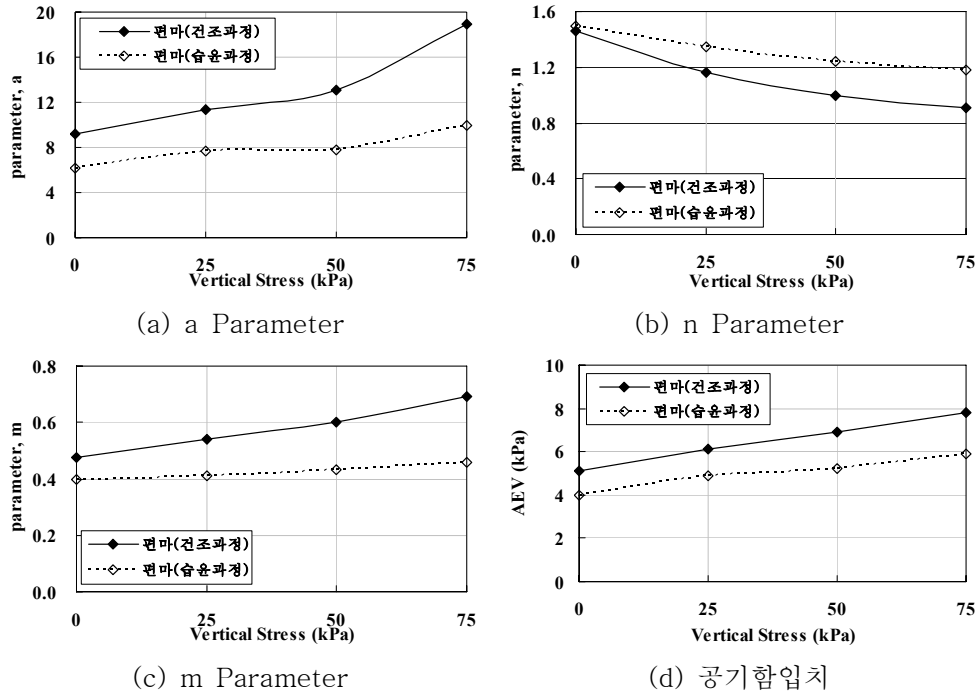 20
16
12
8
4
0
parameter, a
편마(건조과정)
편마(습윤과정)
0 25 50 75
Vertical Stress (kPa)
(a) a Parameter
1.6
1.2
0.8
0.4
0.0
parameter, n
편마(건조과정)
편마(습윤과정)
0 25 50 75
Vertical Stress (kPa)
(b) n Parameter
0.8
0.6
0.4
0.2
0.0
parameter, m
편마(건조과정)
편마(습윤과정)
0 25 50 75
Vertical Stress (kPa)
(c) m Parameter
10
8
6
4
2
0
AEV (kPa)
편마(건조과정)
편마(습윤과정)
0 25 50 75
Vertical Stress (kPa)
(d) 공기함입치